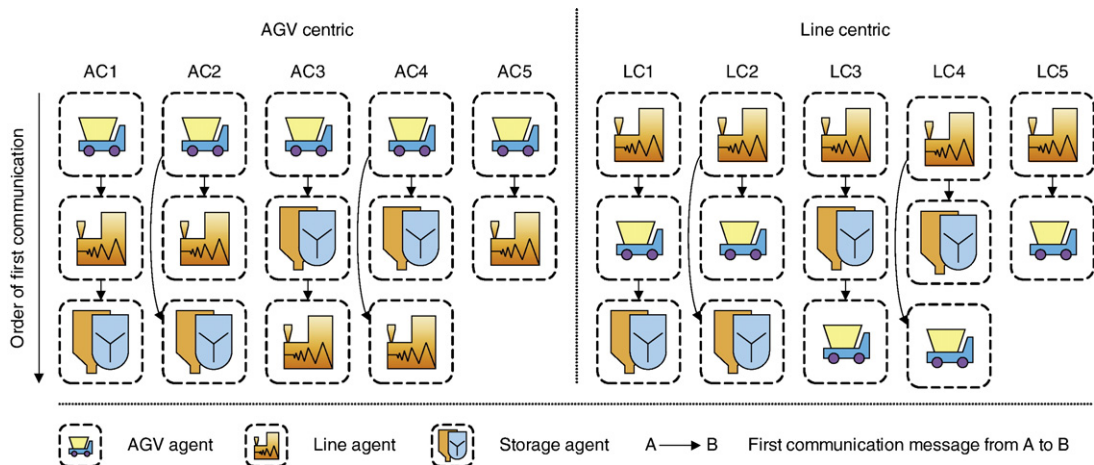 AGV centric
Line centric
AC1 AC2 AC3 AC4 AC5
LC1 LC2 LC3 LC4 LC5
Order of first communication
AGV agent
Line agent
Storage agent
A B First communication message from A to B